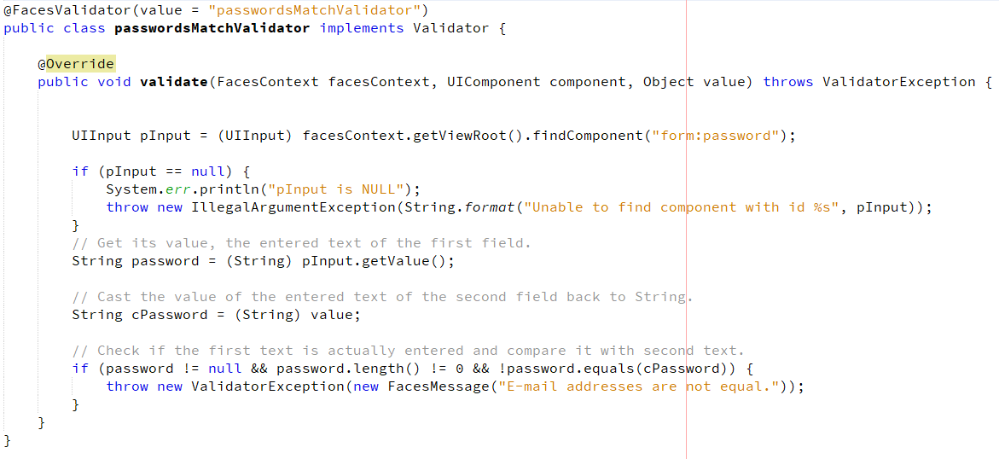 @FacesValidator(value = "passwordsMatchValidator")
public class passwordsMatchValidator implements Validator {
@Override
public void validate(FacesContext facesContext, UIComponent component, Object value) throws ValidatorException {
UIInput pInput = (UIInput) facesContext.getViewRoot().findComponent("form:password");
if (pInput == null) {
System.err.println("pInput is NULL");
throw new IllegalArgumentException(String.format("Unable to find component with id %s", pInput));
}
// Get its value, the entered text of the first field.
String password = (String) pInput.getValue();
// Cast the value of the entered text of the second field back to String.
String cPassword = (String) value;
// Check if the first text is actually entered and compare it with second text.
if (password != null && password.length() != 0 && !password.equals(cPassword)) {
throw new ValidatorException(new FacesMessage("E-mail addresses are not equal."));
}
}
}